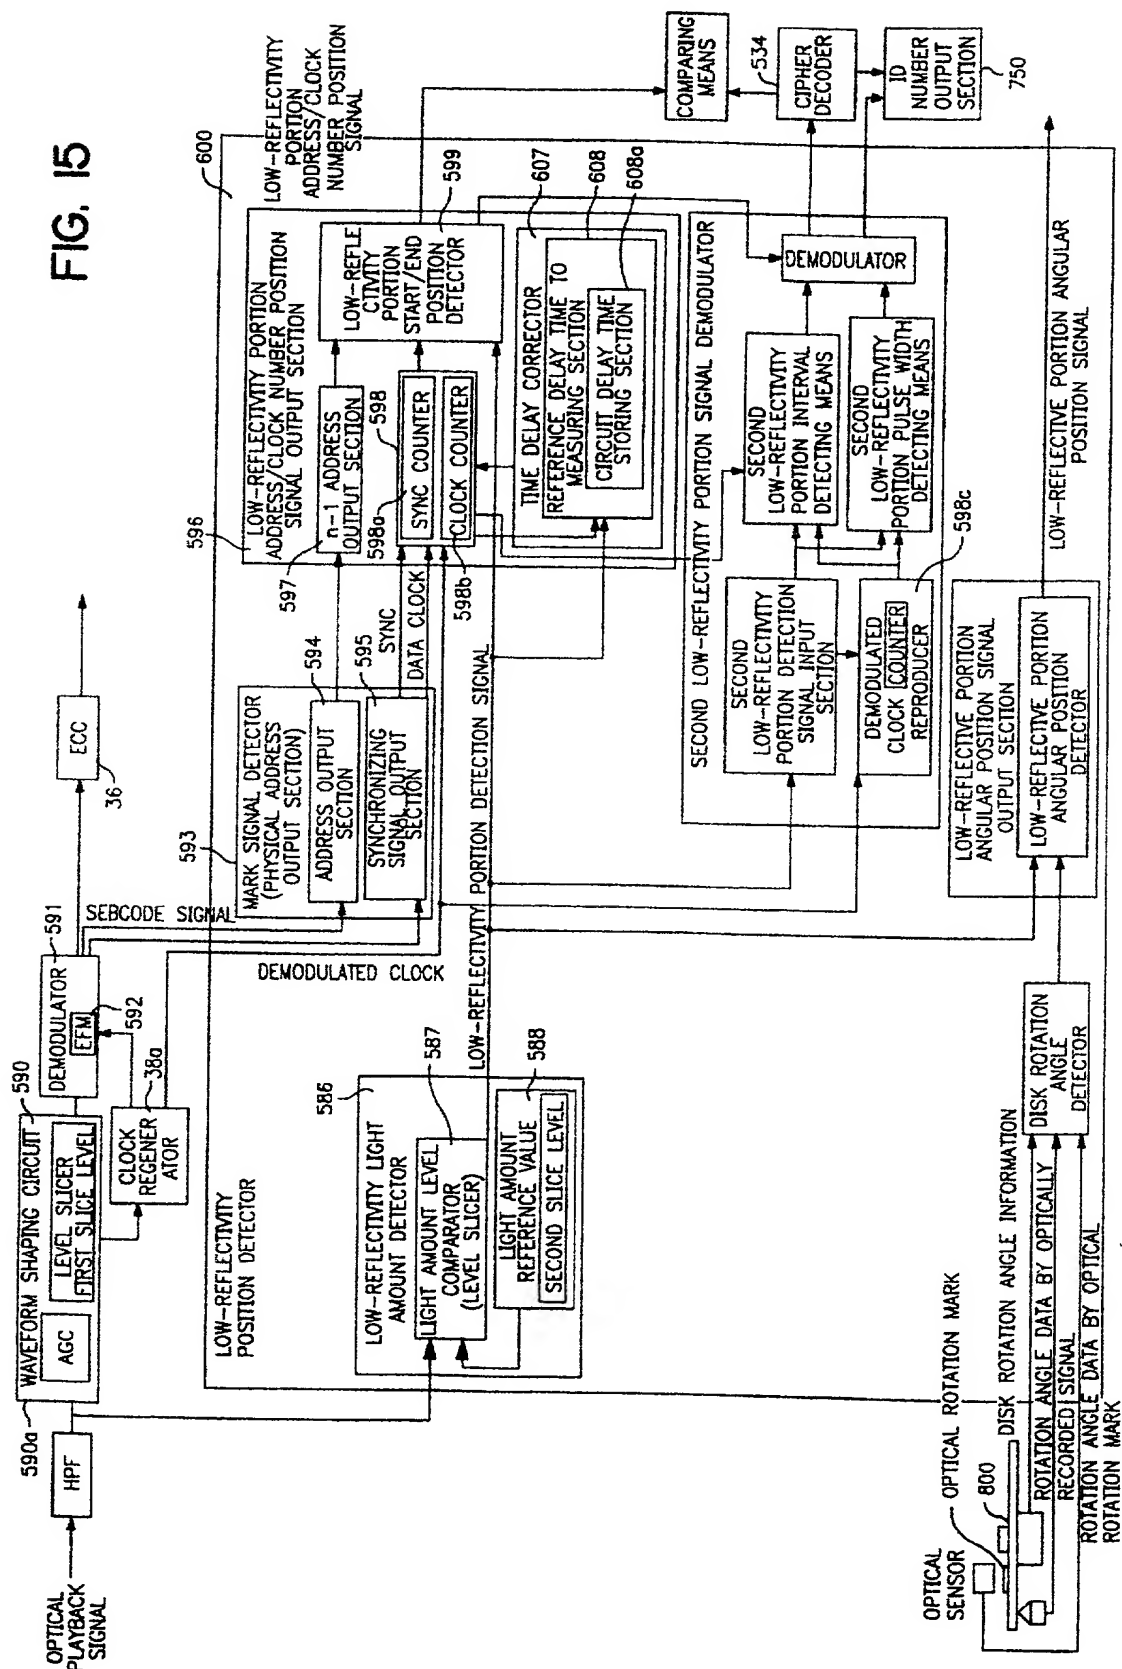 FIG. 15
OPTICAL
PLAYBACK
SIGNAL
HPF
590a
WAVEFORM SHAPING CIRCUIT
590
AGC
LEVEL SLICER
FIRST SLICE LEVEL
CLOCK
REGENER
ATOR
38a
DEMODULATOR
591
EFM
592
ECC
36
SEBCODE SIGNAL
DEMODULATED CLOCK
LOW-REFLECTIVITY
POSITION DETECTOR
600
586
LOW-REFLECTIVITY LIGHT
AMOUNT DETECTOR
LIGHT AMOUNT LEVEL
COMPARATOR
(LEVEL SLICER)
587
LIGHT AMOUNT
REFERENCE VALUE
SECOND SLICE LEVEL
588
LOW-REFLECTIVITY PORTION DETECTION SIGNAL
593
MARK SIGNAL DETECTOR
(PHYSICAL ADDRESS
OUTPUT SECTION)
ADDRESS OUTPUT
SECTION
594
SYNCHRONIZING
SIGNAL OUTPUT
SECTION
595
SYNC
DATA CLOCK
596
LOW-REFLECTIVITY PORTION
ADDRESS/CLOCK NUMBER POSITION
SIGNAL OUTPUT SECTION
n-1 ADDRESS
OUTPUT SECTION
597
598a
598
SYNC COUNTER
CLOCK COUNTER
598b
LOW-REFLE
CTIVITY
PORTION
START/END
POSITION
DETECTOR
599
LOW-REFLECTIVITY
PORTION
ADDRESS/CLOCK
NUMBER POSITION
SIGNAL
TIME DELAY CORRECTOR
607
REFERENCE DELAY TIME TO
MEASURING SECTION
608
CIRCUIT DELAY TIME
STORING SECTION
608a
COMPARING
MEANS
CIPHER
DECODER
534
ID
NUMBER
OUTPUT
SECTION
750
SECOND LOW-REFLECTIVITY PORTION SIGNAL DEMODULATOR
SECOND
LOW-REFLECTIVITY
PORTION DETECTION
SIGNAL INPUT
SECTION
DEMODULATED
CLOCK COUNTER
REPRODUCER
598c
SECOND
LOW-REFLECTIVITY
PORTION INTERVAL
DETECTING MEANS
SECOND
LOW-REFLECTIVITY
PORTION PULSE WIDTH
DETECTING MEANS
DEMODULATOR
LOW-REFLECTIVE PORTION
ANGULAR POSITION SIGNAL
OUTPUT SECTION
LOW-REFLECTIVE PORTION
ANGULAR POSITION
DETECTOR
LOW-REFLECTIVE PORTION ANGULAR
POSITION SIGNAL
DISK ROTATION
ANGLE
DETECTOR
OPTICAL
SENSOR
OPTICAL ROTATION MARK
800
DISK ROTATION ANGLE INFORMATION
ROTATION ANGLE DATA BY OPTICALLY
RECORDED SIGNAL
ROTATION ANGLE DATA BY OPTICAL
ROTATION MARK